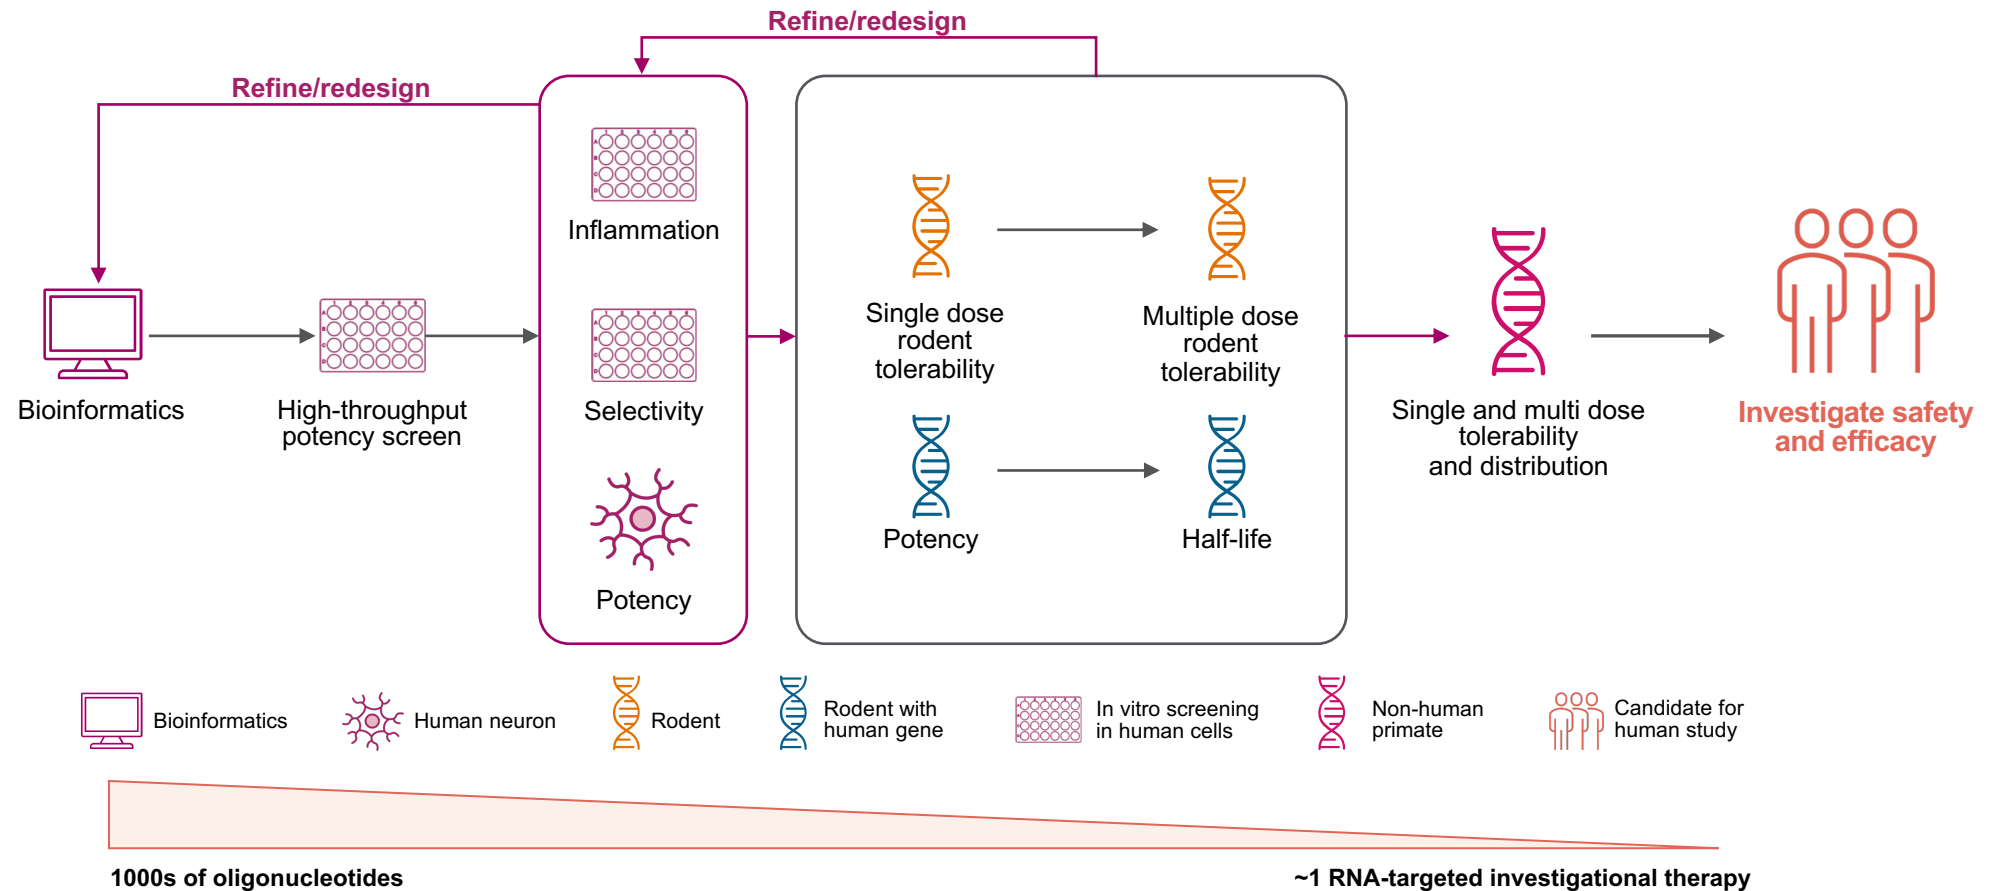 Refine/redesign
Refine/redesign
Inflammation
Selectivity
Potency
Bioinformatics
High-throughput
potency screen
Single dose
rodent
tolerability
Multiple dose
rodent
tolerability
Potency
Half-life
Single and multi dose
tolerability
and distribution
Investigate safety
and efficacy
Bioinformatics
Human neuron
Rodent
Rodent with
human gene
In vitro screening
in human cells
Non-human
primate
Candidate for
human study
1000s of oligonucleotides
~1 RNA-targeted investigational therapy